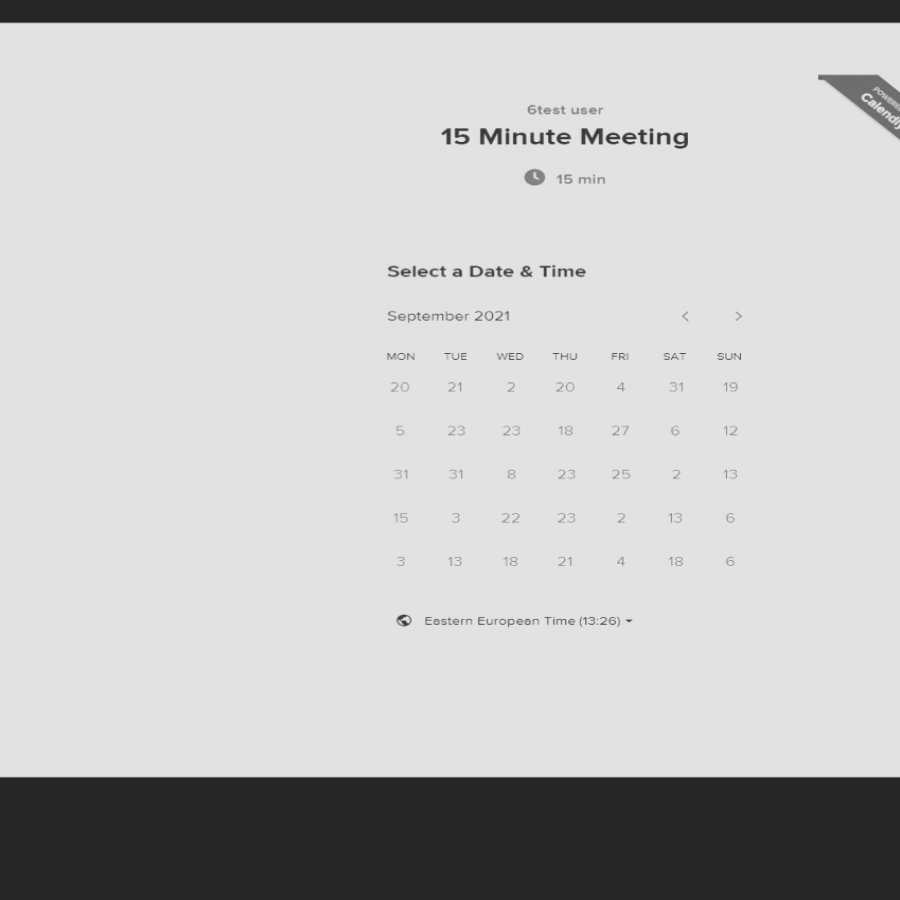 POWERED
Calendly
6test user
15 Minute Meeting
15 min
Select a Date & Time
September 2021 < >
MON TUE WED THU FRI SAT SUN
20 21 2 20 4 31 19
5 23 23 18 27 6 12
31 31 8 23 25 2 13
15 3 22 23 2 13 6
3 13 18 21 4 18 6
Eastern European Time (13:26)